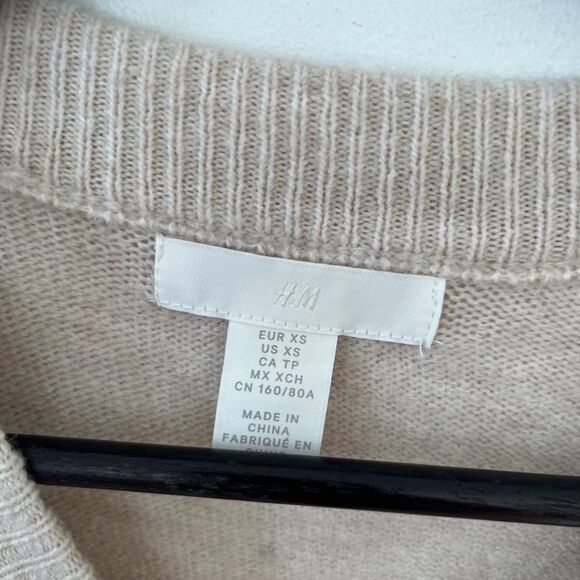 H&M
EUR XS
US XS
CA TP
MX XCH
CN 160/80A
MADE IN
CHINA
FABRIQUÉ EN